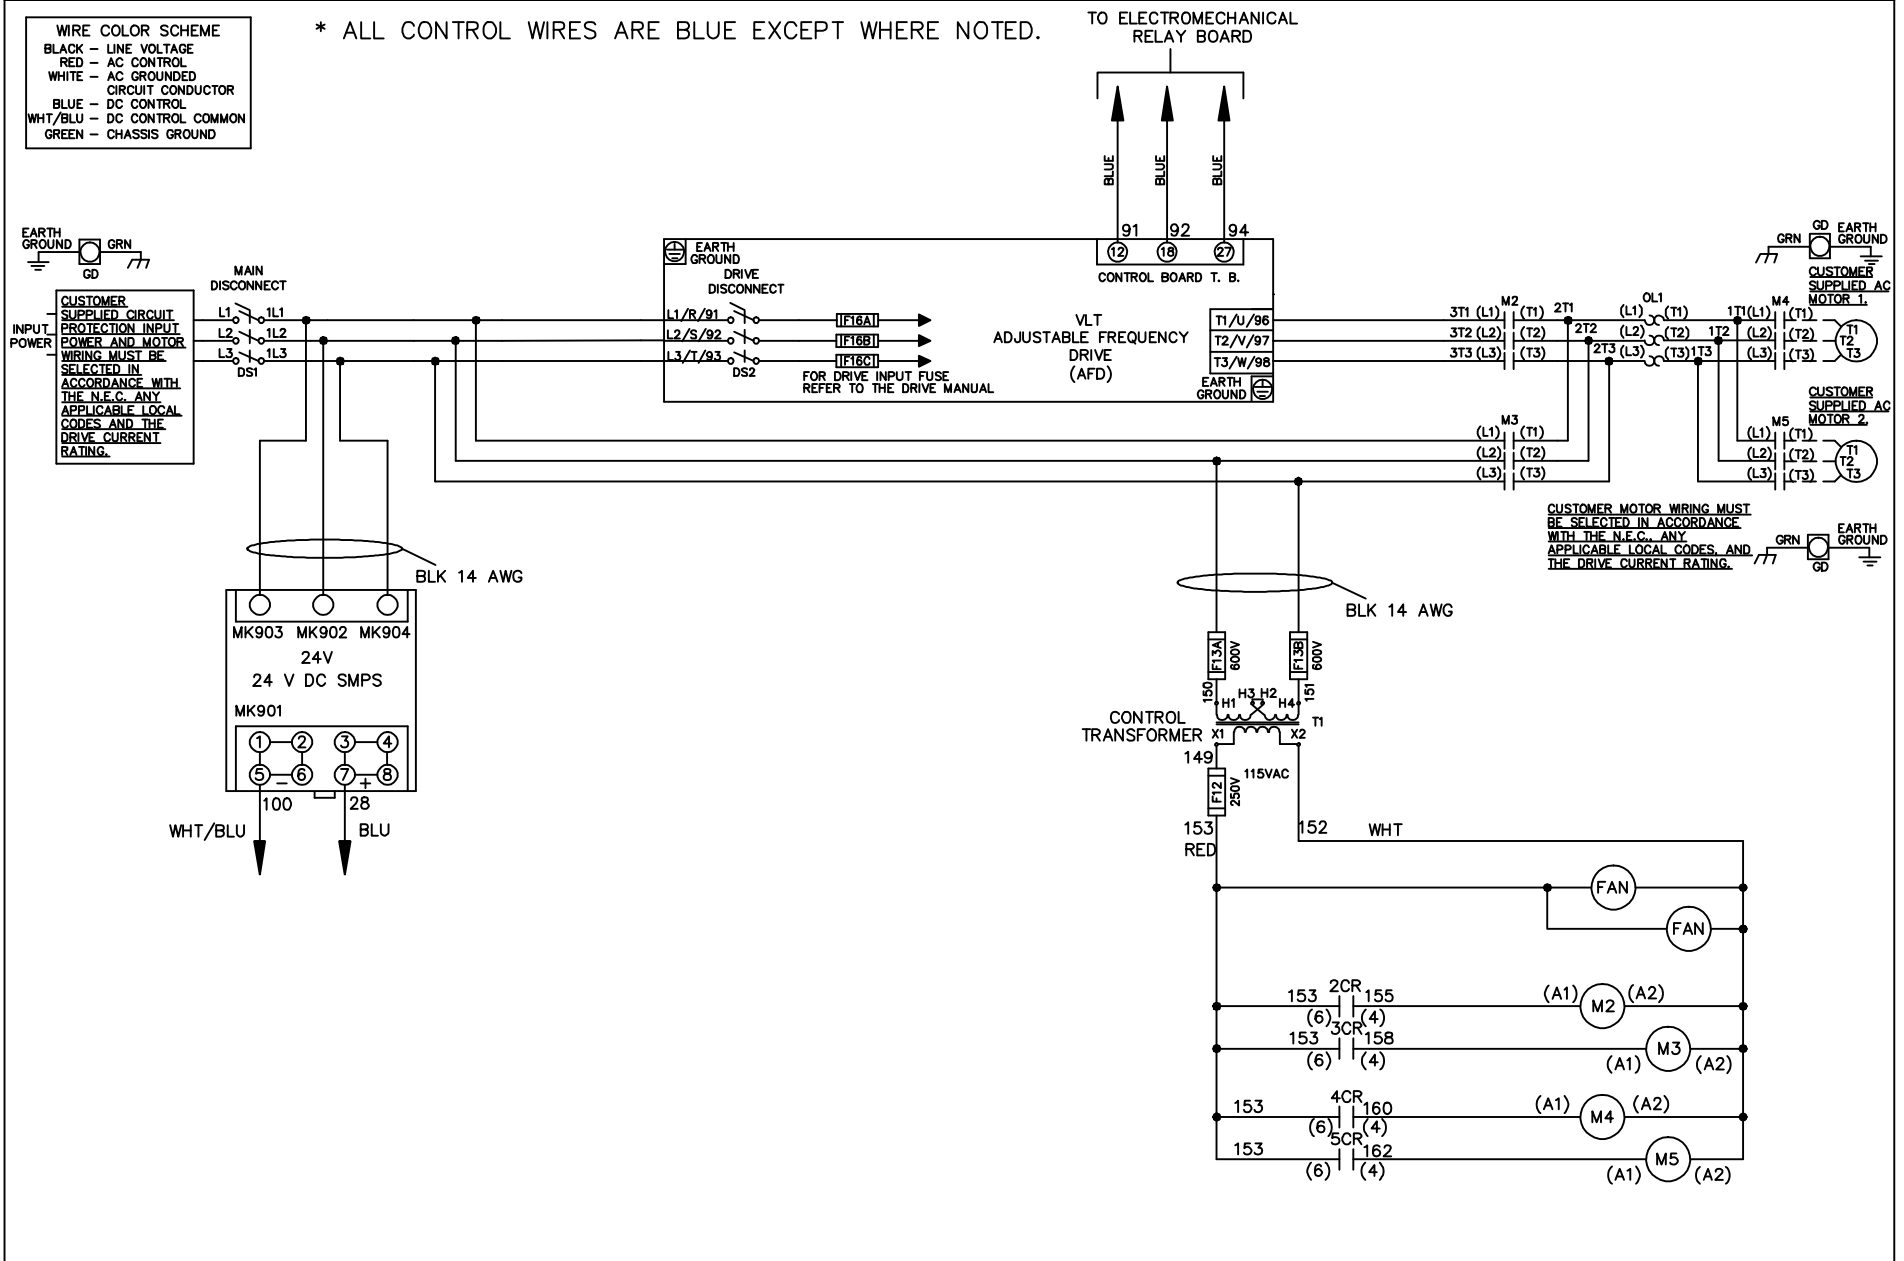 WIRE COLOR SCHEME
BLACK – LINE VOLTAGE
RED – AC CONTROL
WHITE – AC GROUNDED
CIRCUIT CONDUCTOR
BLUE – DC CONTROL
WHT/BLU – DC CONTROL COMMON
GREEN – CHASSIS GROUND
* ALL CONTROL WIRES ARE BLUE EXCEPT WHERE NOTED.
TO ELECTROMECHANICAL
RELAY BOARD
BLUE
BLUE
BLUE
91 92 94
12 18 27
CONTROL BOARD T. B.
EARTH
GROUND
GRN
GD
INPUT
POWER
CUSTOMER
SUPPLIED CIRCUIT
PROTECTION INPUT
POWER AND MOTOR
WIRING MUST BE
SELECTED IN
ACCORDANCE WITH
THE N.E.C. ANY
APPLICABLE LOCAL
CODES AND THE
DRIVE CURRENT
RATING.
MAIN
DISCONNECT
L1 1L1
L2 1L2
L3 1L3
DS1
EARTH
GROUND
DRIVE
DISCONNECT
L1/R/91
L2/S/92
L3/T/93
DS2
F16A
F16B
F16C
FOR DRIVE INPUT FUSE
REFER TO THE DRIVE MANUAL
VLT
ADJUSTABLE FREQUENCY
DRIVE
(AFD)
T1/U/96
T2/V/97
T3/W/98
EARTH
GROUND
M2
3T1 (L1) (T1) 2T1
3T2 (L2) (T2) 2T2
3T3 (L3) (T3) 2T3
OL1
(L1) (T1) 1T1
(L2) (T2) 1T2
(L3) (T3) 1T3
M4
(L1) (T1)
(L2) (T2)
(L3) (T3)
T1
T2
T3
GD
GRN
EARTH
GROUND
CUSTOMER
SUPPLIED AC
MOTOR 1.
M3
(L1) (T1)
(L2) (T2)
(L3) (T3)
CUSTOMER
SUPPLIED AC
MOTOR 2.
M5
(L1) (T1)
(L2) (T2)
(L3) (T3)
T1
T2
T3
CUSTOMER MOTOR WIRING MUST
BE SELECTED IN ACCORDANCE
WITH THE N.E.C., ANY
APPLICABLE LOCAL CODES, AND
THE DRIVE CURRENT RATING.
GRN
GD
EARTH
GROUND
BLK 14 AWG
MK903 MK902 MK904
24V
24 V DC SMPS
MK901
1 2 3 4
5 6 7 8
– +
100 28
WHT/BLU BLU
BLK 14 AWG
F13A
600V
F13B
600V
150
151
H1 H3 H2 H4
T1
CONTROL
TRANSFORMER
X1 X2
149
115VAC
F12
250V
153
RED
152 WHT
FAN
FAN
153 2CR 155 (A1) M2 (A2)
(6) (4)
153 3CR 158 M3
(6) (4) (A1) (A2)
153 4CR 160 (A1) M4 (A2)
(6) (4)
153 5CR 162 M5
(6) (4) (A1) (A2)